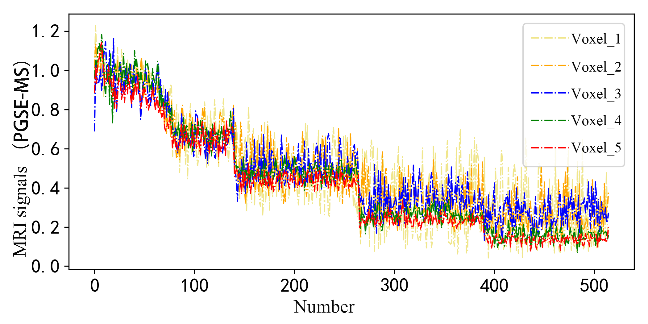 MRI signals (PGSE-MS)
1.2
1.0
0.8
0.6
0.4
0.2
0.0
0 100 200 300 400 500
Number
Voxel_1
Voxel_2
Voxel_3
Voxel_4
Voxel_5